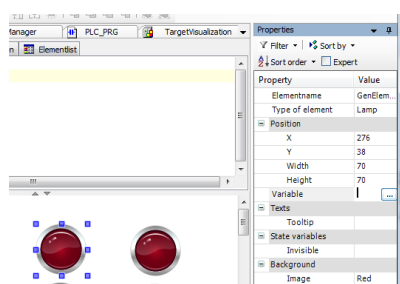 Manager PLC_PRG TargetVisualization
n Elementlist
Properties
Filter Sort by
Sort order Expert
Property Value
Elementname GenElem...
Type of element Lamp
Position
X 276
Y 38
Width 70
Height 70
Variable ...
Texts
Tooltip
State variables
Invisible
Background
Image Red